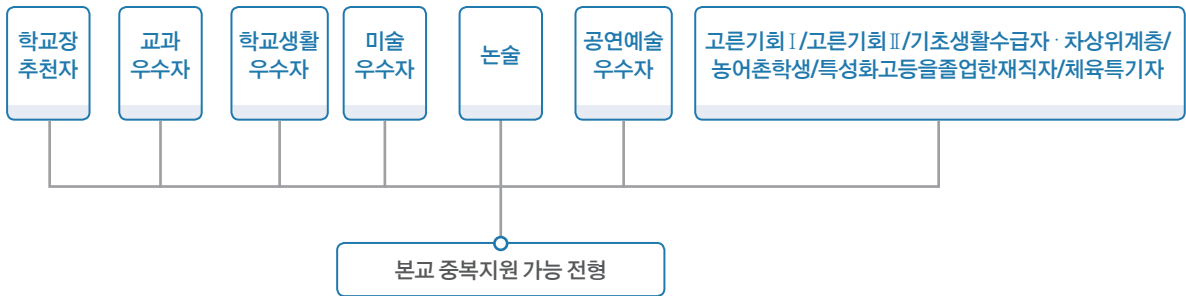 학교장
추천자
교과
우수자
학교생활
우수자
미술
우수자
논술
공연예술
우수자
고른기회Ⅰ/고른기회Ⅱ/기초생활수급자·차상위계층/
농어촌학생/특성화고등을졸업한재직자/체육특기자
본교 중복지원 가능 전형